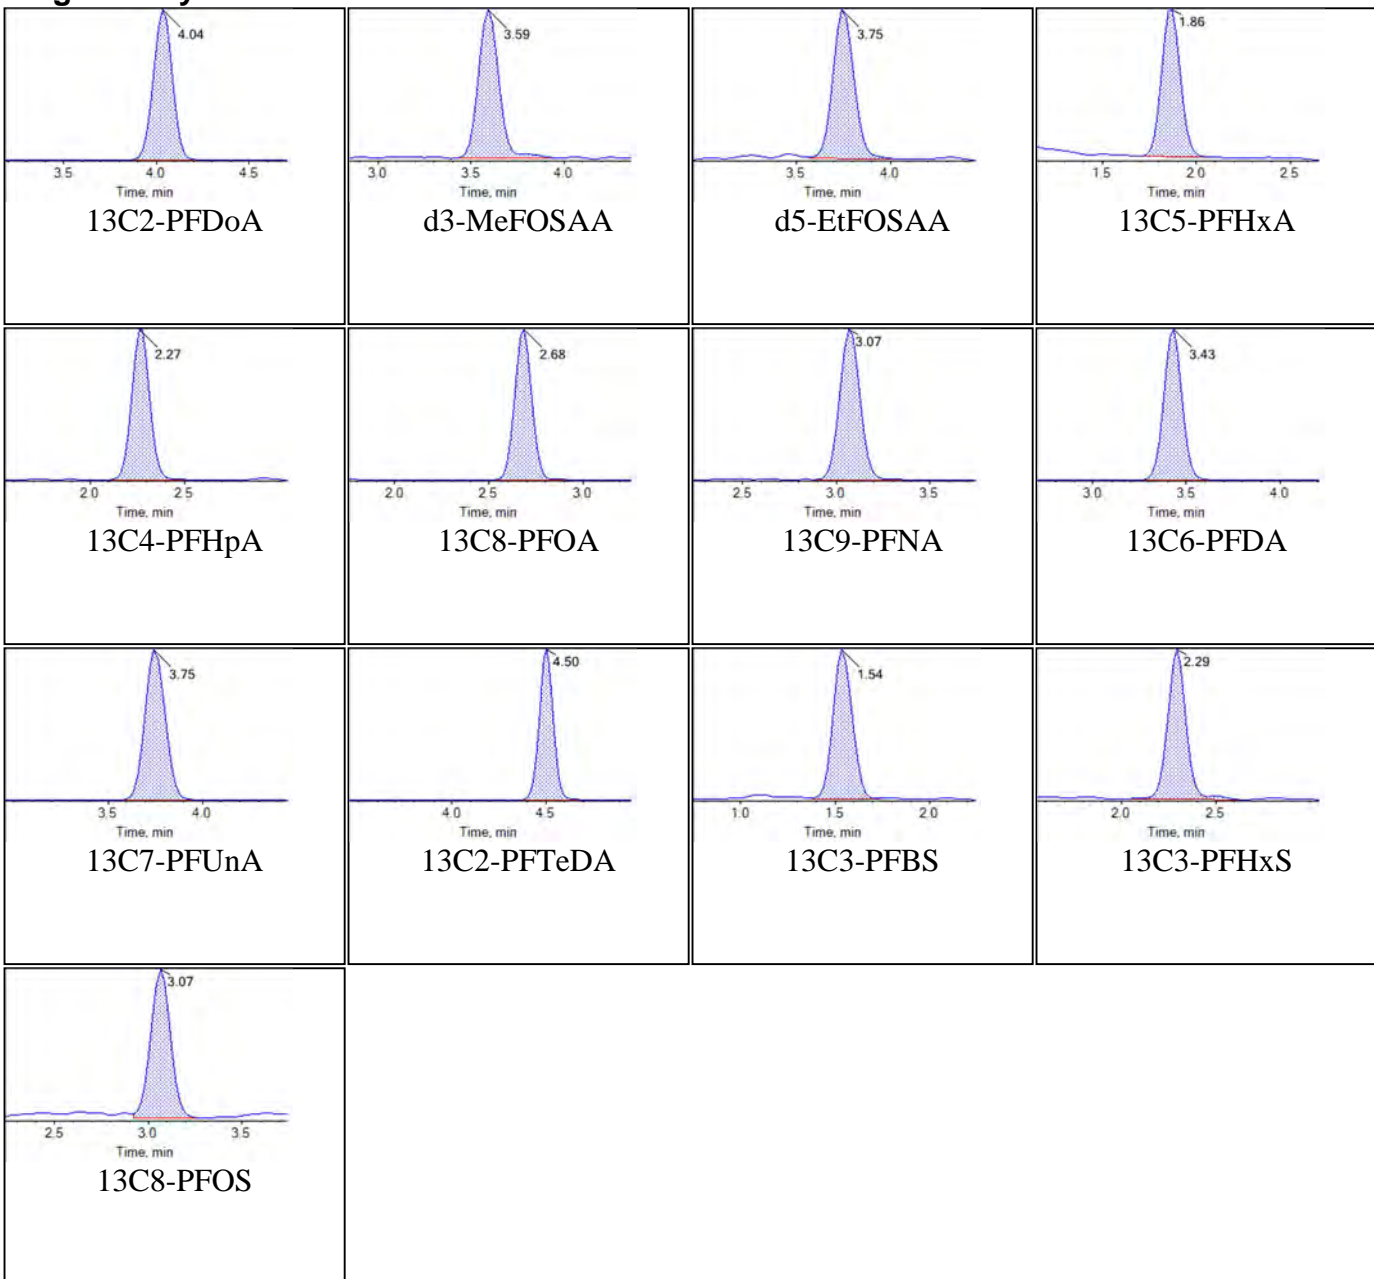 4.04
3.5 4.0 4.5
Time, min
13C2-PFDoA
3.59
3.0 3.5 4.0
Time, min
d3-MeFOSAA
3.75
3.5 4.0
Time, min
d5-EtFOSAA
1.86
1.5 2.0 2.5
Time, min
13C5-PFHxA
2.27
2.0 2.5
Time, min
13C4-PFHpA
2.68
2.0 2.5 3.0
Time, min
13C8-PFOA
3.07
2.5 3.0 3.5
Time, min
13C9-PFNA
3.43
3.0 3.5 4.0
Time, min
13C6-PFDA
3.75
3.5 4.0
Time, min
13C7-PFUnA
4.50
4.0 4.5
Time, min
13C2-PFTeDA
1.54
1.0 1.5 2.0
Time, min
13C3-PFBS
2.29
2.0 2.5
Time, min
13C3-PFHxS
3.07
2.5 3.0 3.5
Time, min
13C8-PFOS